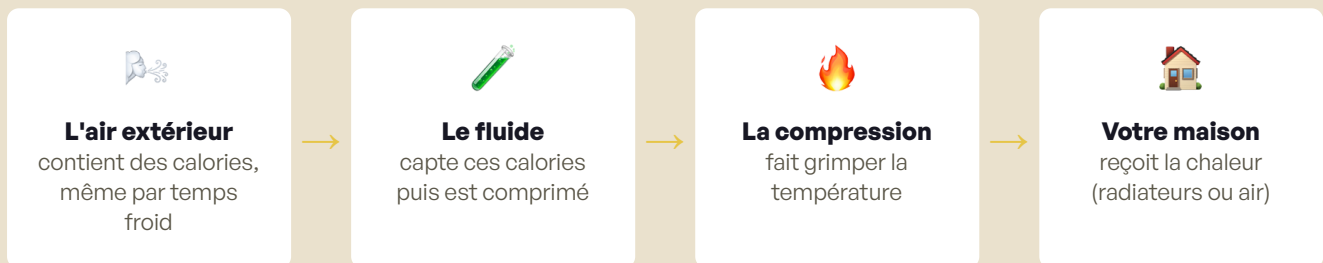 L'air extérieur
contient des calories,
même par temps
froid
Le fluide
capte ces calories
puis est comprimé
La compression
fait grimper la
température
Votre maison
reçoit la chaleur
(radiateurs ou air)